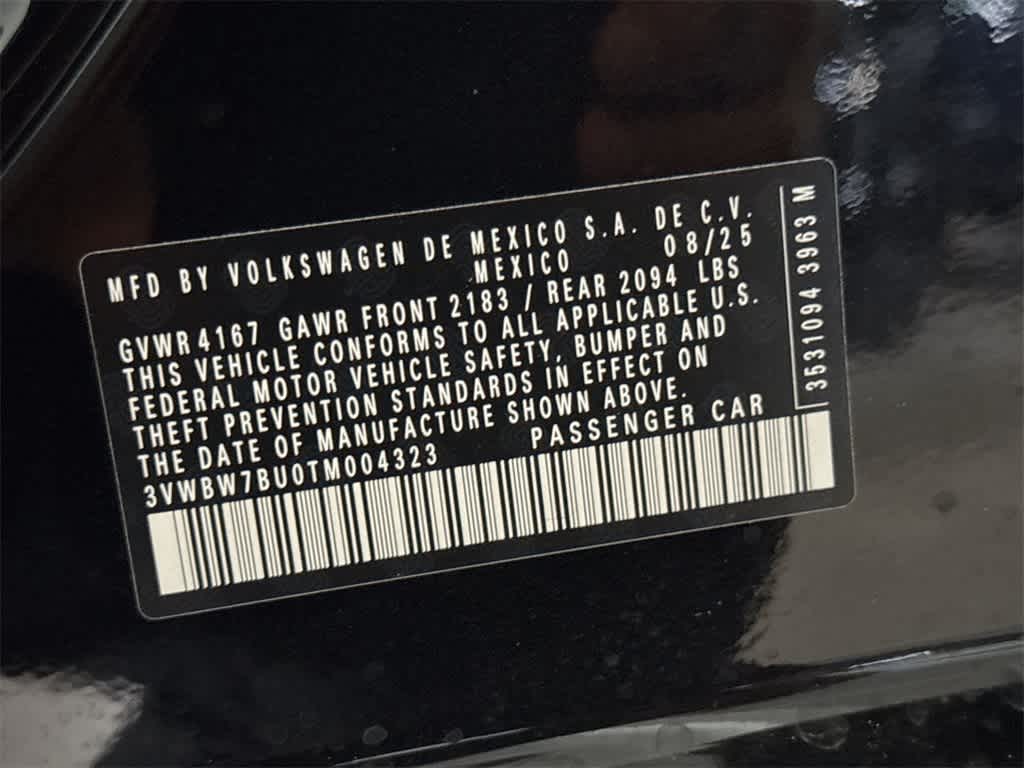 MFD BY VOLKSWAGEN DE MEXICO S.A. DE C.V.
MEXICO 08/25
GVWR 4167 GAWR FRONT 2183 / REAR 2094 LBS
THIS VEHICLE CONFORMS TO ALL APPLICABLE U.S.
FEDERAL MOTOR VEHICLE SAFETY, BUMPER AND
THEFT PREVENTION STANDARDS IN EFFECT ON
THE DATE OF MANUFACTURE SHOWN ABOVE.
3VWBW7BU0TM004323 PASSENGER CAR
3531094 3963 M